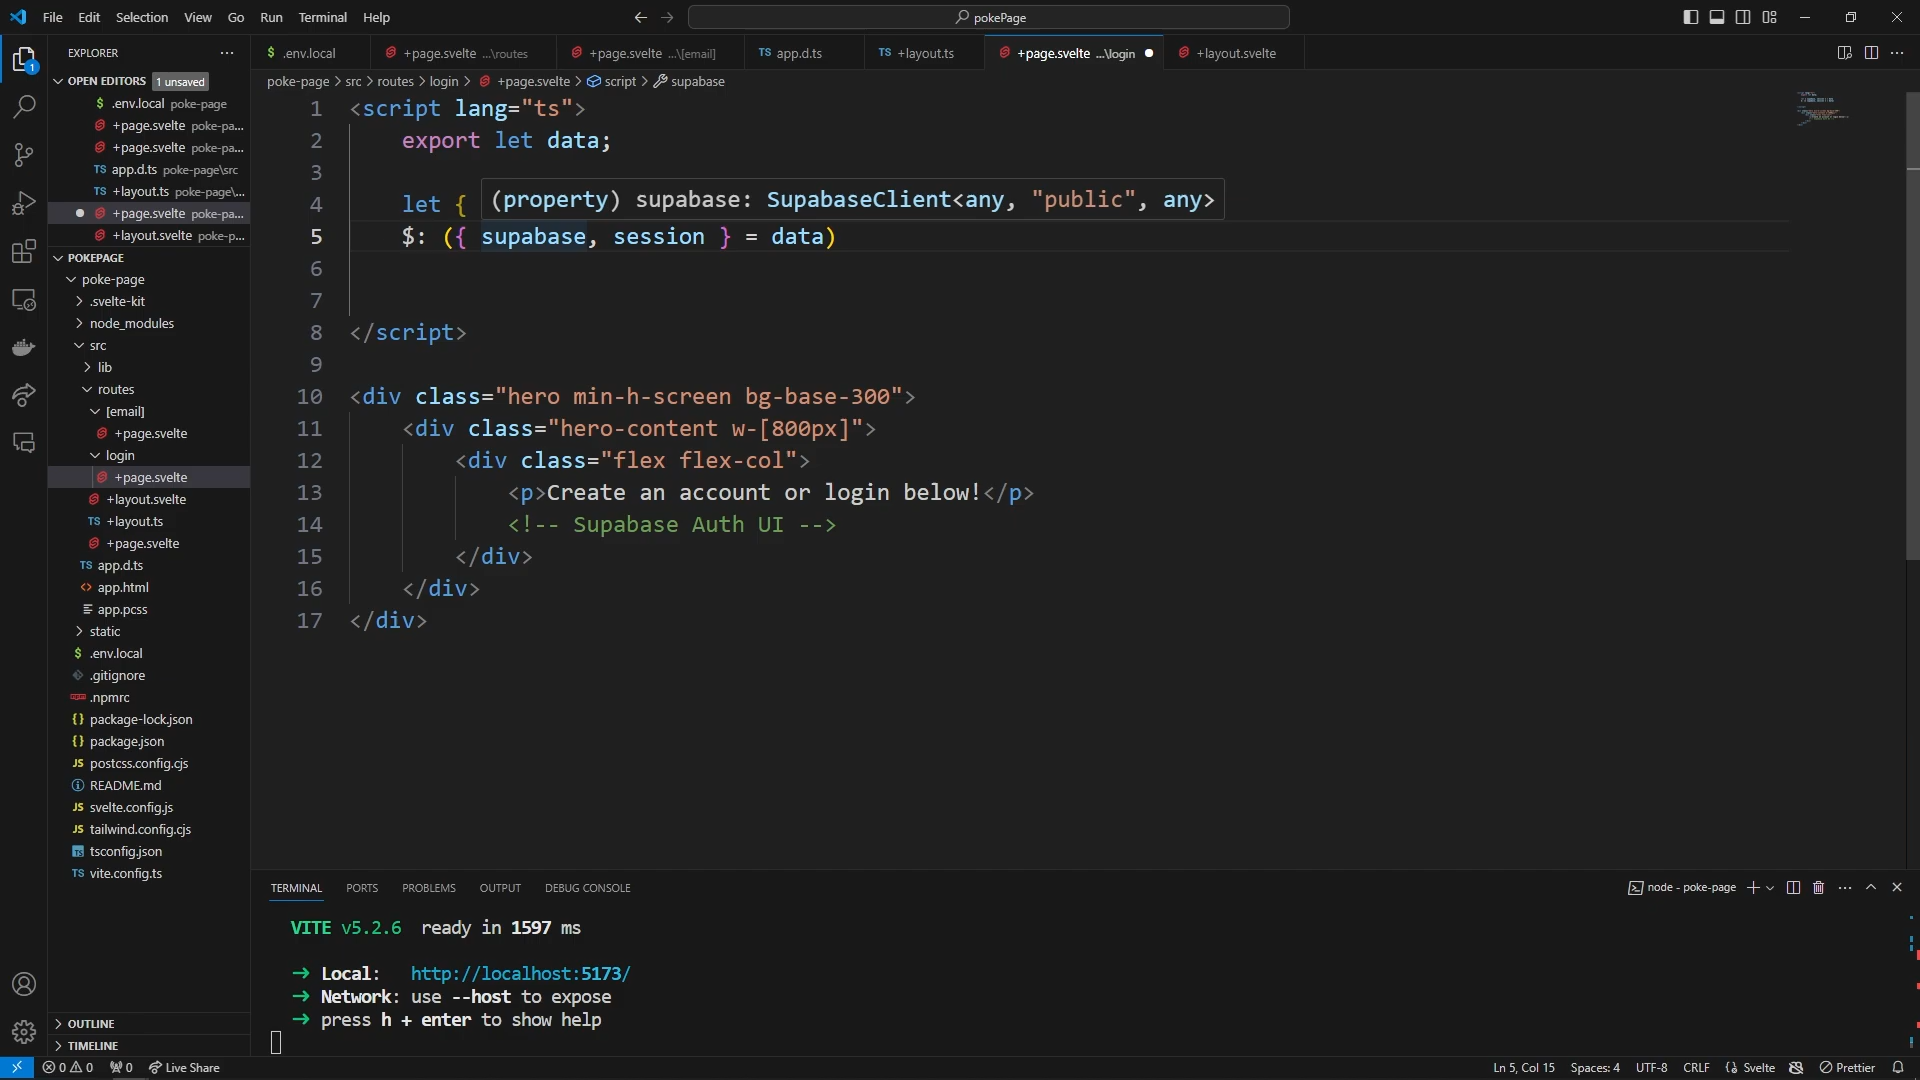 File Edit Selection View Go Run Terminal Help
pokePage
EXPLORER
OPEN EDITORS 1 unsaved
$ .env.local poke-page
+page.svelte poke-pa...
+page.svelte poke-pa...
TS app.d.ts poke-page\src
TS +layout.ts poke-page\...
+page.svelte poke-pa...
+layout.svelte poke-p...
POKEPAGE
poke-page
.svelte-kit
node_modules
src
lib
routes
[email]
+page.svelte
login
+page.svelte
+layout.svelte
TS +layout.ts
+page.svelte
TS app.d.ts
app.html
app.pcss
static
$ .env.local
.gitignore
.npmrc
{} package-lock.json
{} package.json
JS postcss.config.cjs
README.md
JS svelte.config.js
JS tailwind.config.cjs
TS tsconfig.json
TS vite.config.ts
OUTLINE
TIMELINE
$ .env.local
+page.svelte ...\routes
+page.svelte ...\[email]
TS app.d.ts
TS +layout.ts
+page.svelte ...\login
+layout.svelte
poke-page > src > routes > login > +page.svelte > script > supabase
1 <script lang="ts">
2 export let data;
3
(property) supabase: SupabaseClient<any, "public", any>
4 let {
5 $: ({ supabase, session } = data)
6
7
8 </script>
9
10 <div class="hero min-h-screen bg-base-300">
11 <div class="hero-content w-[800px]">
12 <div class="flex flex-col">
13 <p>Create an account or login below!</p>
14 <!-- Supabase Auth UI -->
15 </div>
16 </div>
17 </div>
TERMINAL PORTS PROBLEMS OUTPUT DEBUG CONSOLE
node - poke-page
VITE v5.2.6 ready in 1597 ms
➜ Local: http://localhost:5173/
➜ Network: use --host to expose
➜ press h + enter to show help
0 0 0 Live Share
Ln 5, Col 15 Spaces: 4 UTF-8 CRLF {} Svelte Prettier
1